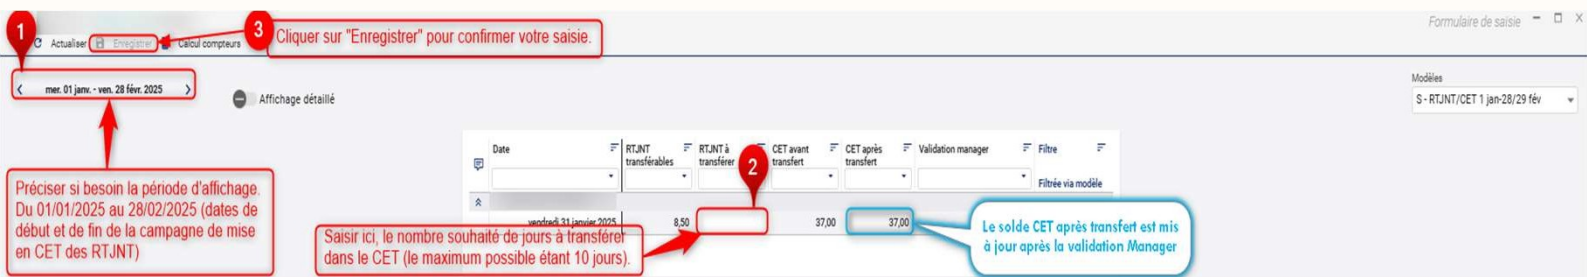 Formulaire de saisie
1
Actualiser Enregistrer Calcul compteurs
3
Cliquer sur "Enregistrer" pour confirmer votre saisie.
mer. 01 janv. - ven. 28 févr. 2025
Affichage détaillé
Modèles
S - RTJNT/CET 1 jan-28/29 fév
Préciser si besoin la période d'affichage.
Du 01/01/2025 au 28/02/2025 (dates de
début et de fin de la campagne de mise
en CET des RTJNT)
Date
RTJNT
transférables
RTJNT à
transférer
CET avant
transfert
CET après
transfert
Validation manager
Filtre
Filtrée via modèle
2
vendredi 31 janvier 2025 8,50 37,00 37,00
Saisir ici, le nombre souhaité de jours à transférer
dans le CET (le maximum possible étant 10 jours).
Le solde CET après transfert est mis
à jour après la validation Manager